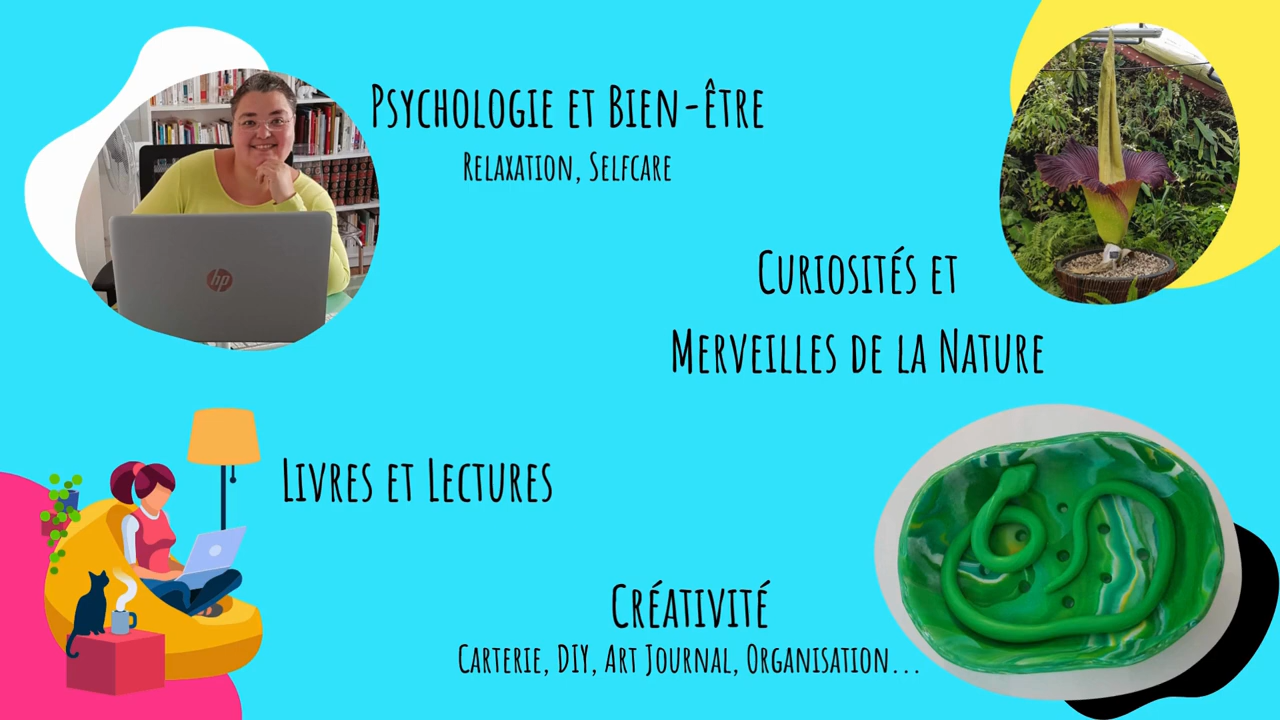 Psychologie et Bien-être
Relaxation, Selfcare
hp
Curiosités et
Merveilles de la Nature
Livres et Lectures
Créativité
Carterie, DIY, Art Journal, Organisation...